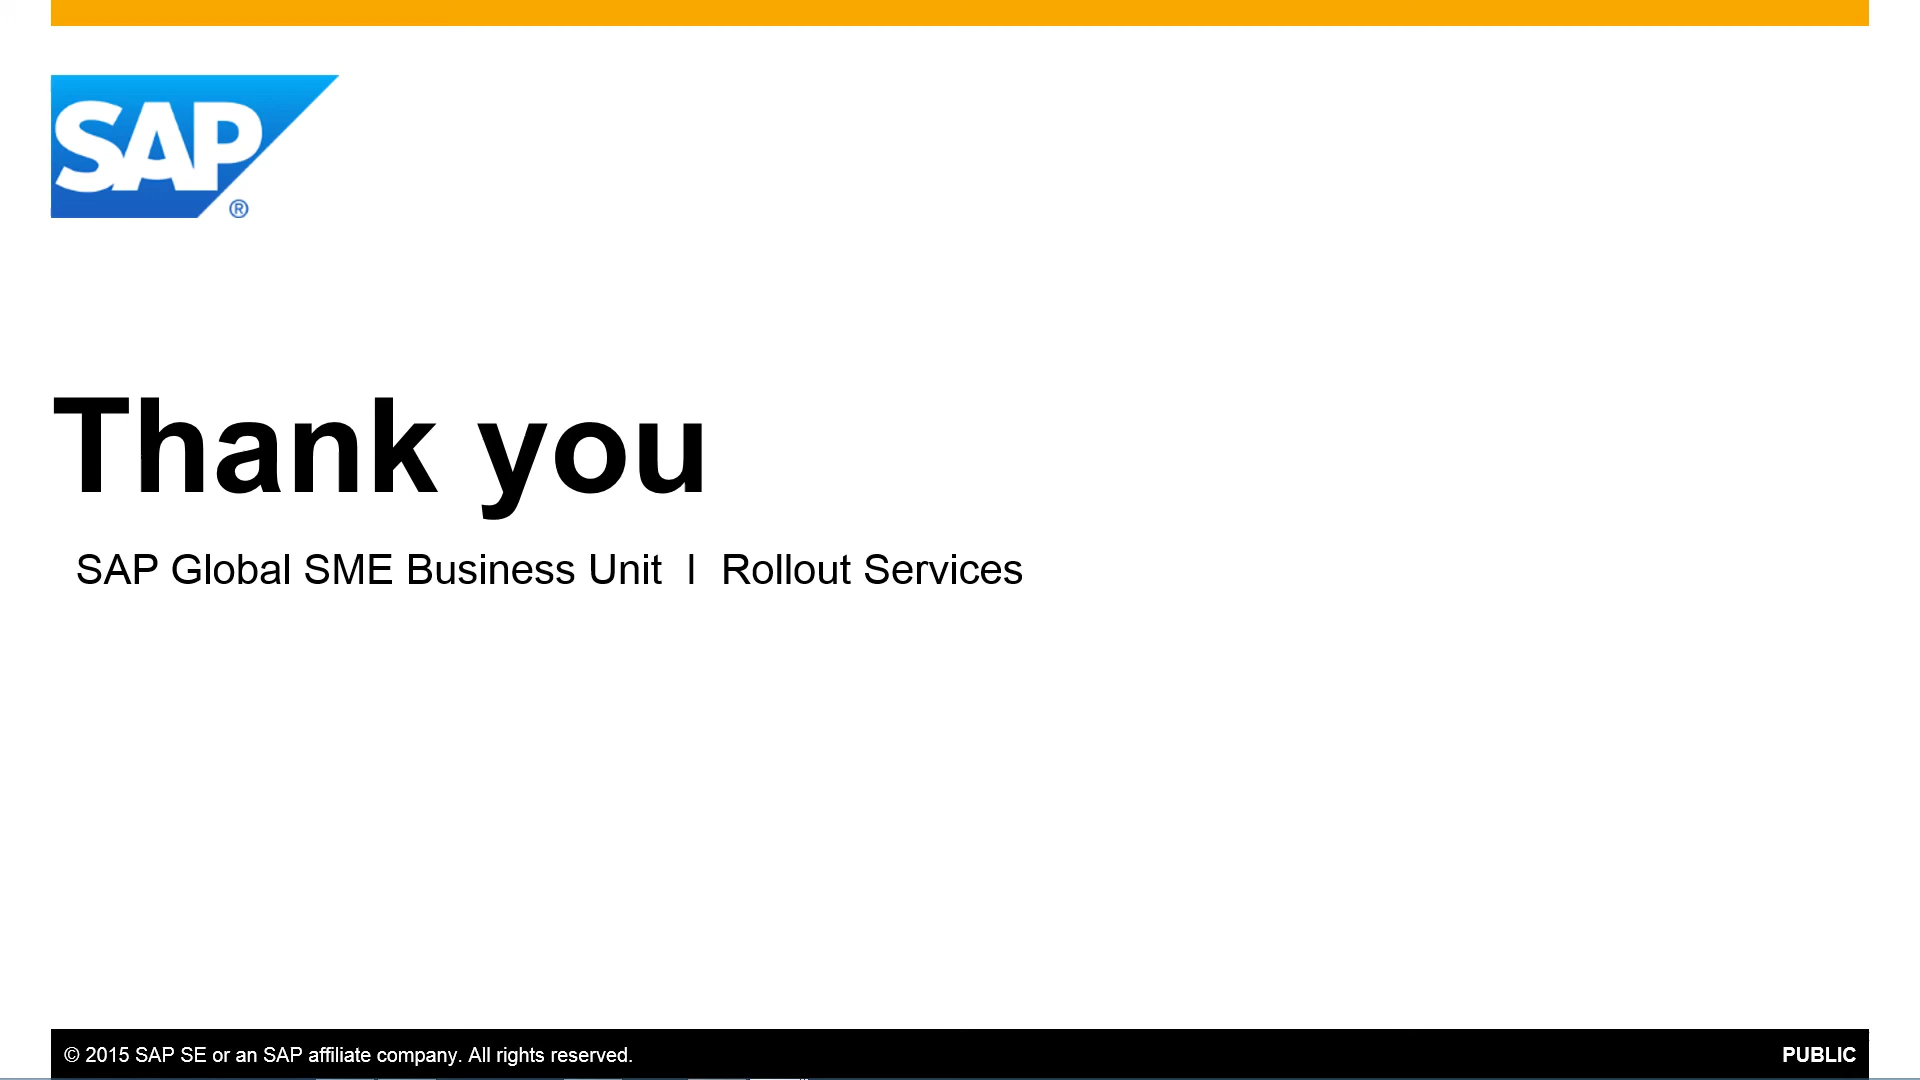 SAP®
Thank you
SAP Global SME Business Unit I Rollout Services
© 2015 SAP SE or an SAP affiliate company. All rights reserved.
PUBLIC